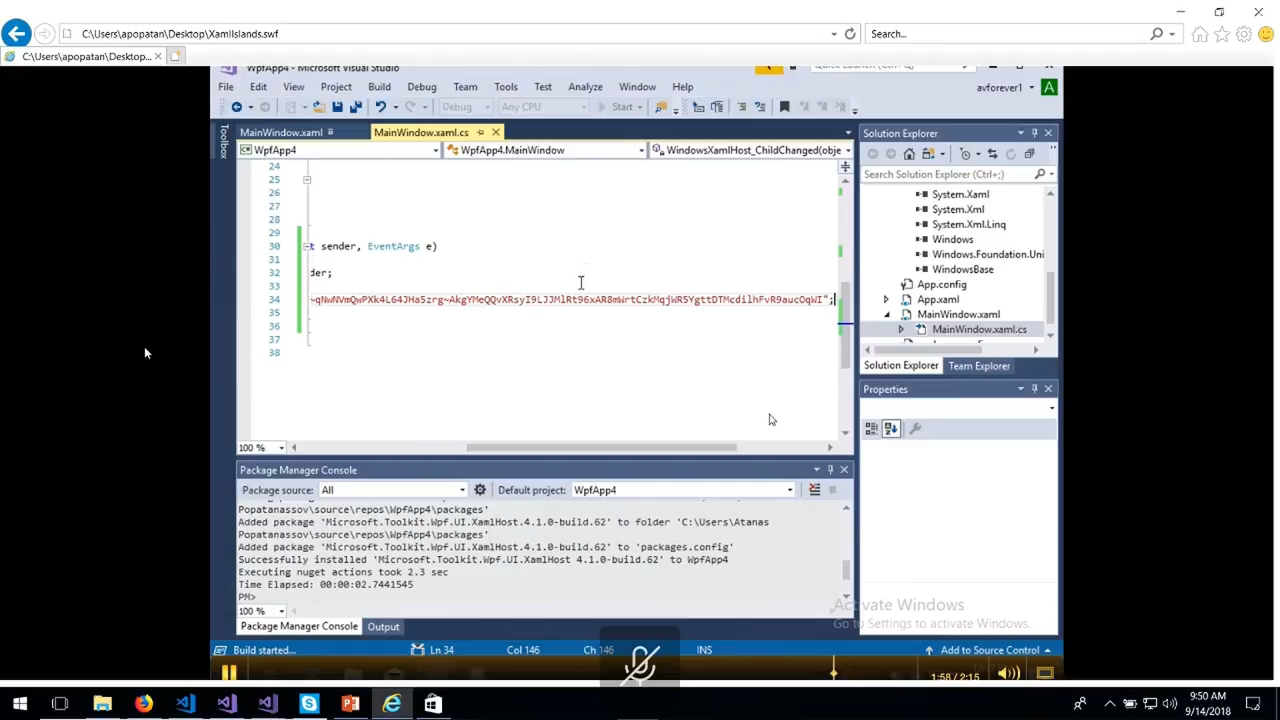 C:\Users\apopatan\Desktop\XamlIslands.swf
Search...
C:\Users\apopatan\Desktop...
WpfApp4 - Microsoft Visual Studio
Quick Launch (Ctrl+Q)
File Edit View Project Build Debug Team Tools Test Analyze Window Help
avforever1 A
Debug Any CPU Start
Toolbox
MainWindow.xaml MainWindow.xaml.cs
WpfApp4 WpfApp4.MainWindow WindowsXamlHost_ChildChanged(obje
24
25
26
27
28
29
30 t sender, EventArgs e)
31
32 der;
33
34 ~qNwNVmQwPXk4L64JHa5zrg~AkgYMeQQvXRsyI9LJJMlRt96xAR8mWrtCzkMqjWR5YgttDTMcdilhFvR9aucOqWI";
35
36
37
38
100 %
Solution Explorer
Search Solution Explorer (Ctrl+;)
System.Xaml
System.Xml
System.Xml.Linq
Windows
Windows.Foundation.Uni
WindowsBase
App.config
App.xaml
MainWindow.xaml
MainWindow.xaml.cs
Solution Explorer Team Explorer
Properties
Package Manager Console
Package source: All Default project: WpfApp4
Popatanassov\source\repos\WpfApp4\packages'
Added package 'Microsoft.Toolkit.Wpf.UI.XamlHost.4.1.0-build.62' to folder 'C:\Users\Atanas
Popatanassov\source\repos\WpfApp4\packages'
Added package 'Microsoft.Toolkit.Wpf.UI.XamlHost.4.1.0-build.62' to 'packages.config'
Successfully installed 'Microsoft.Toolkit.Wpf.UI.XamlHost 4.1.0-build.62' to WpfApp4
Executing nuget actions took 2.3 sec
Time Elapsed: 00:00:02.7441545
PM>
100 %
Package Manager Console Output
Activate Windows
Go to Settings to activate Windows.
Build started... Ln 34 Col 146 Ch 146 INS Add to Source Control
1:58 / 2:15
9:50 AM
9/14/2018